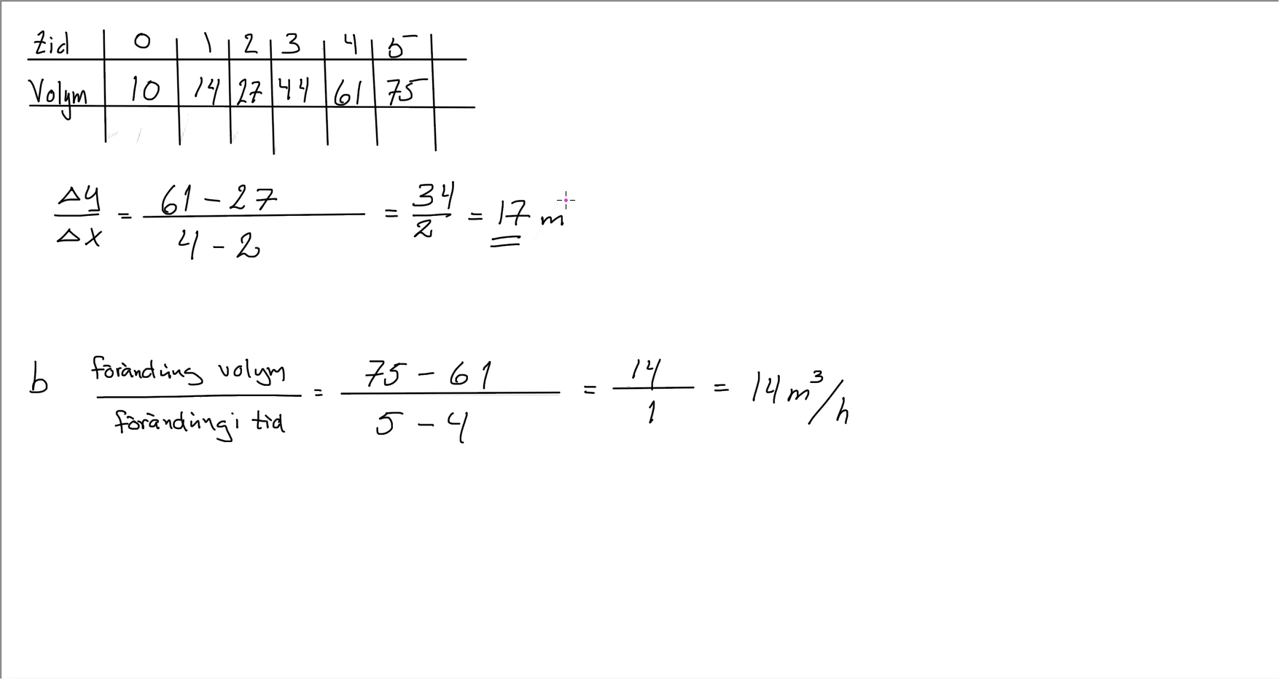 Tid 0 1 2 3 4 5
Volym 10 14 27 44 61 75
Δy/Δx = (61 - 27)/(4 - 2) = 34/2 = 17 m
b förändring volym/förändring i tid = (75 - 61)/(5 - 4) = 14/1 = 14 m³/h